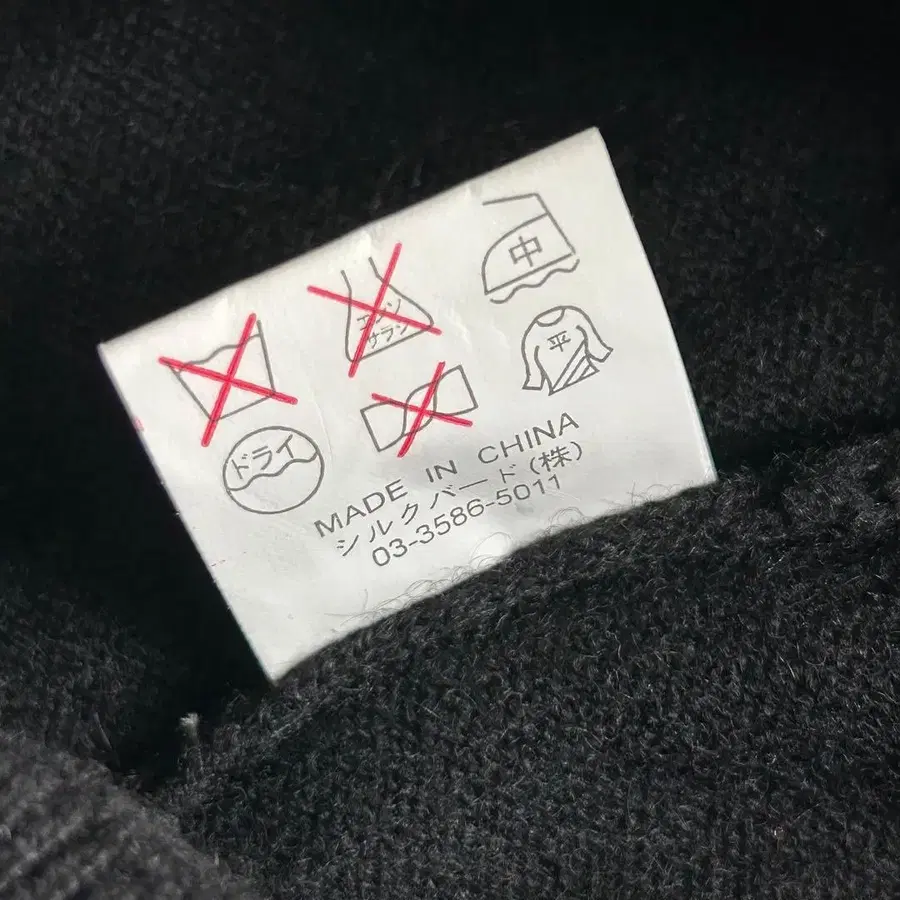 エンソ
サラシ
中
平
ドライ
MADE IN CHINA
シルクバード(株)
03-3586-5011